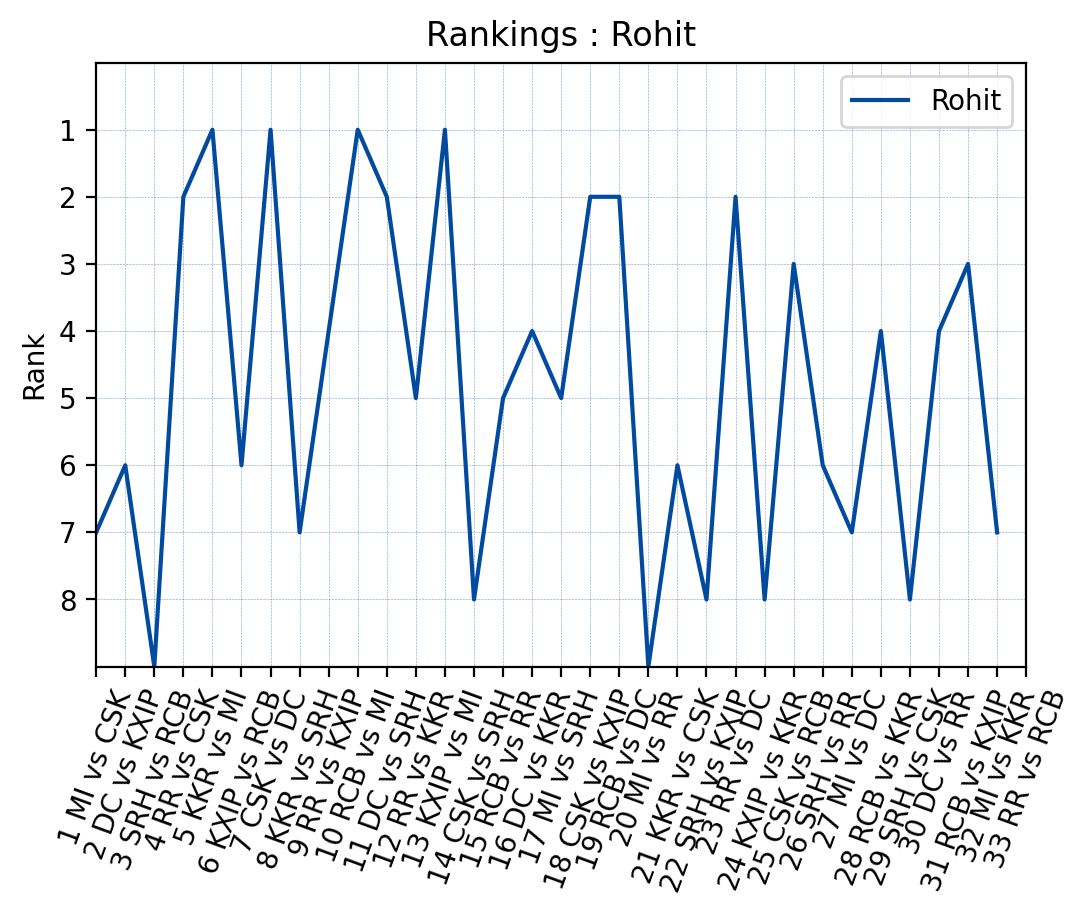 Rankings : Rohit
Rohit
Rank
1
2
3
4
5
6
7
8
1 MI vs CSK
2 DC vs KXIP
3 SRH vs RCB
4 RR vs CSK
5 KKR vs MI
6 KXIP vs RCB
7 CSK vs DC
8 KKR vs SRH
9 RR vs KXIP
10 RCB vs MI
11 DC vs SRH
12 RR vs KKR
13 KXIP vs MI
14 CSK vs SRH
15 RCB vs RR
16 DC vs KKR
17 MI vs SRH
18 CSK vs KXIP
19 RCB vs DC
20 MI vs RR
21 KKR vs CSK
22 SRH vs KXIP
23 RR vs DC
24 KXIP vs KKR
25 CSK vs RCB
26 SRH vs RR
27 MI vs DC
28 RCB vs KKR
29 SRH vs CSK
30 DC vs RR
31 RCB vs KXIP
32 MI vs KKR
33 RR vs RCB